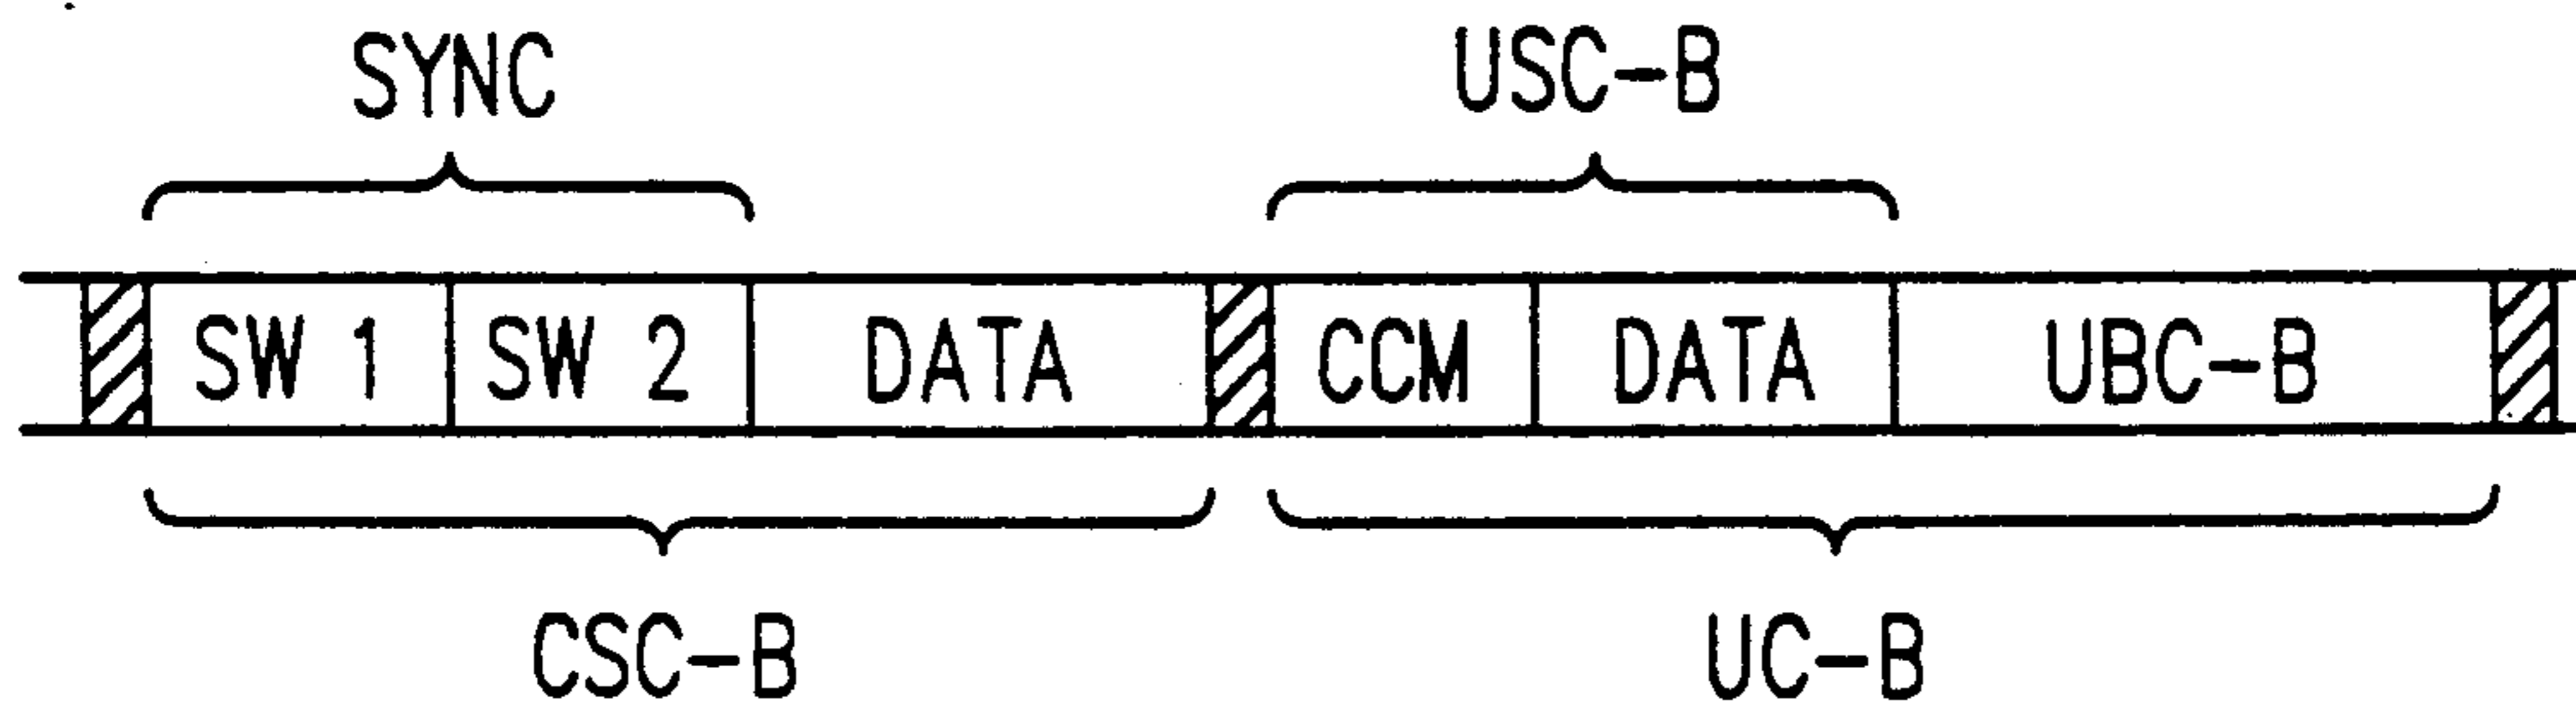 SYNC USC-B
SW 1 SW 2 DATA CCM DATA UBC-B
CSC-B UC-B